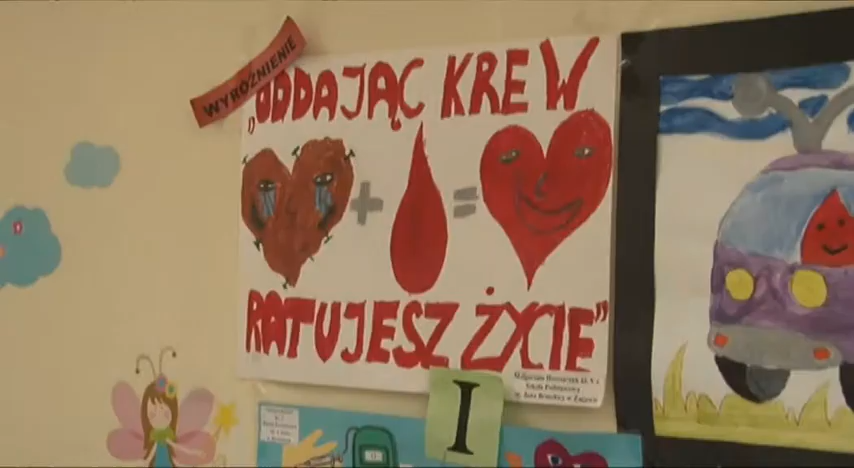 WYRÓŻNIENIE
„ODDAJĄC KREW
+ =
RATUJESZ ŻYCIE”
I